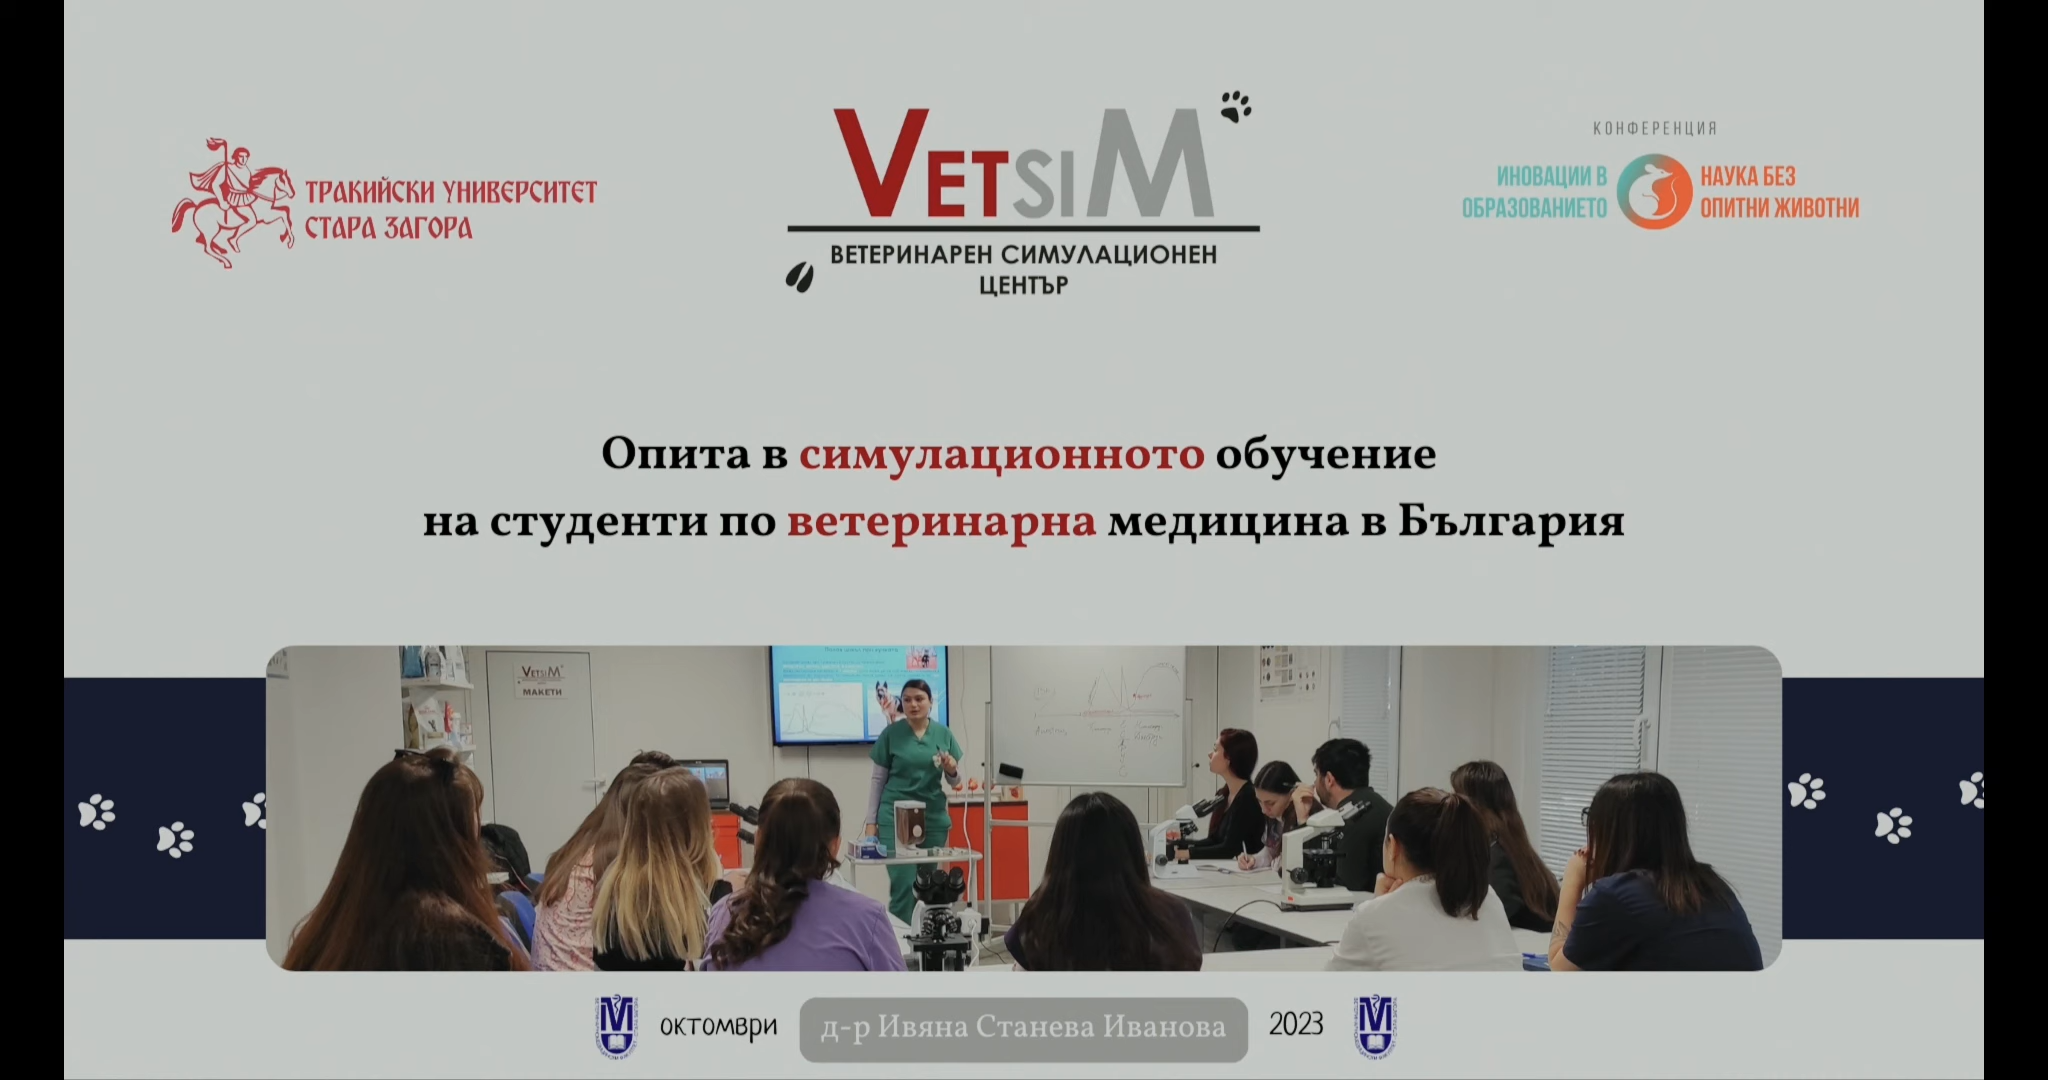 ТРАКИЙСКИ УНИВЕРСИТЕТ
СТАРА ЗАГОРА
VETSIM
ВЕТЕРИНАРЕН СИМУЛАЦИОНЕН
ЦЕНТЪР
КОНФЕРЕНЦИЯ
ИНОВАЦИИ В
ОБРАЗОВАНИЕТО
НАУКА БЕЗ
ОПИТНИ ЖИВОТНИ
Опита в симулационното обучение
на студенти по ветеринарна медицина в България
VETSIM
МАКЕТИ
октомври
д-р Ивяна Станева Иванова
2023